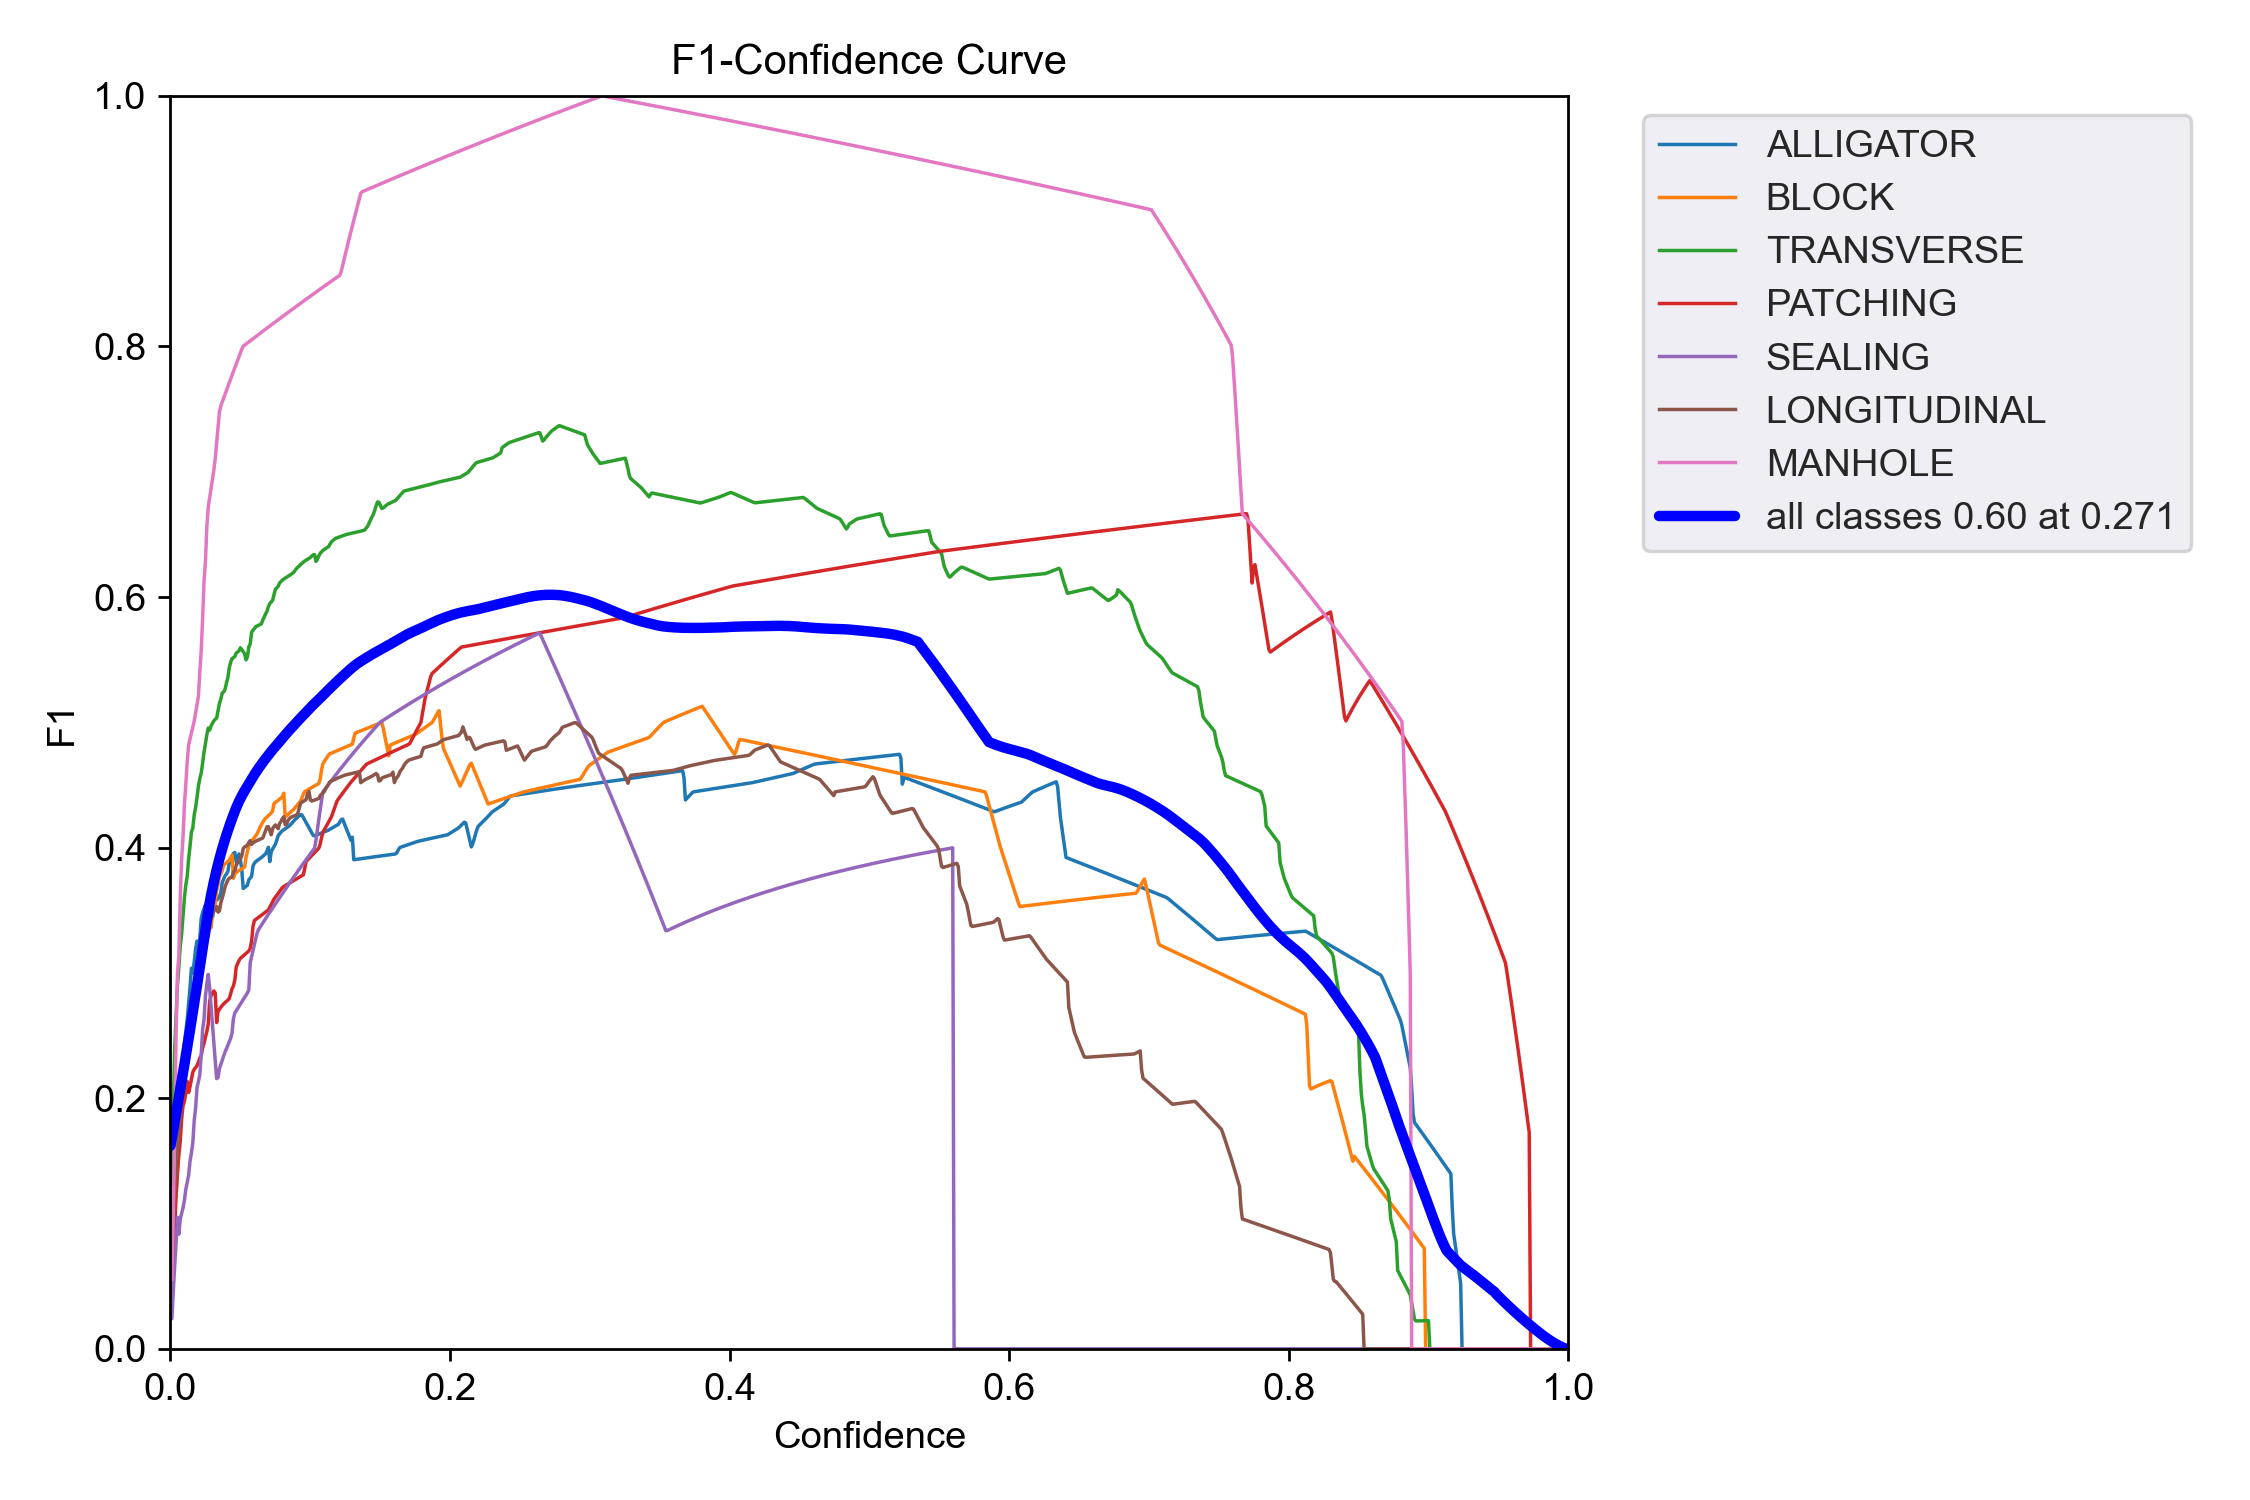 F1-Confidence Curve
1.0
0.8
0.6
0.4
0.2
0.0
F1
0.0 0.2 0.4 0.6 0.8 1.0
Confidence
ALLIGATOR
BLOCK
TRANSVERSE
PATCHING
SEALING
LONGITUDINAL
MANHOLE
all classes 0.60 at 0.271